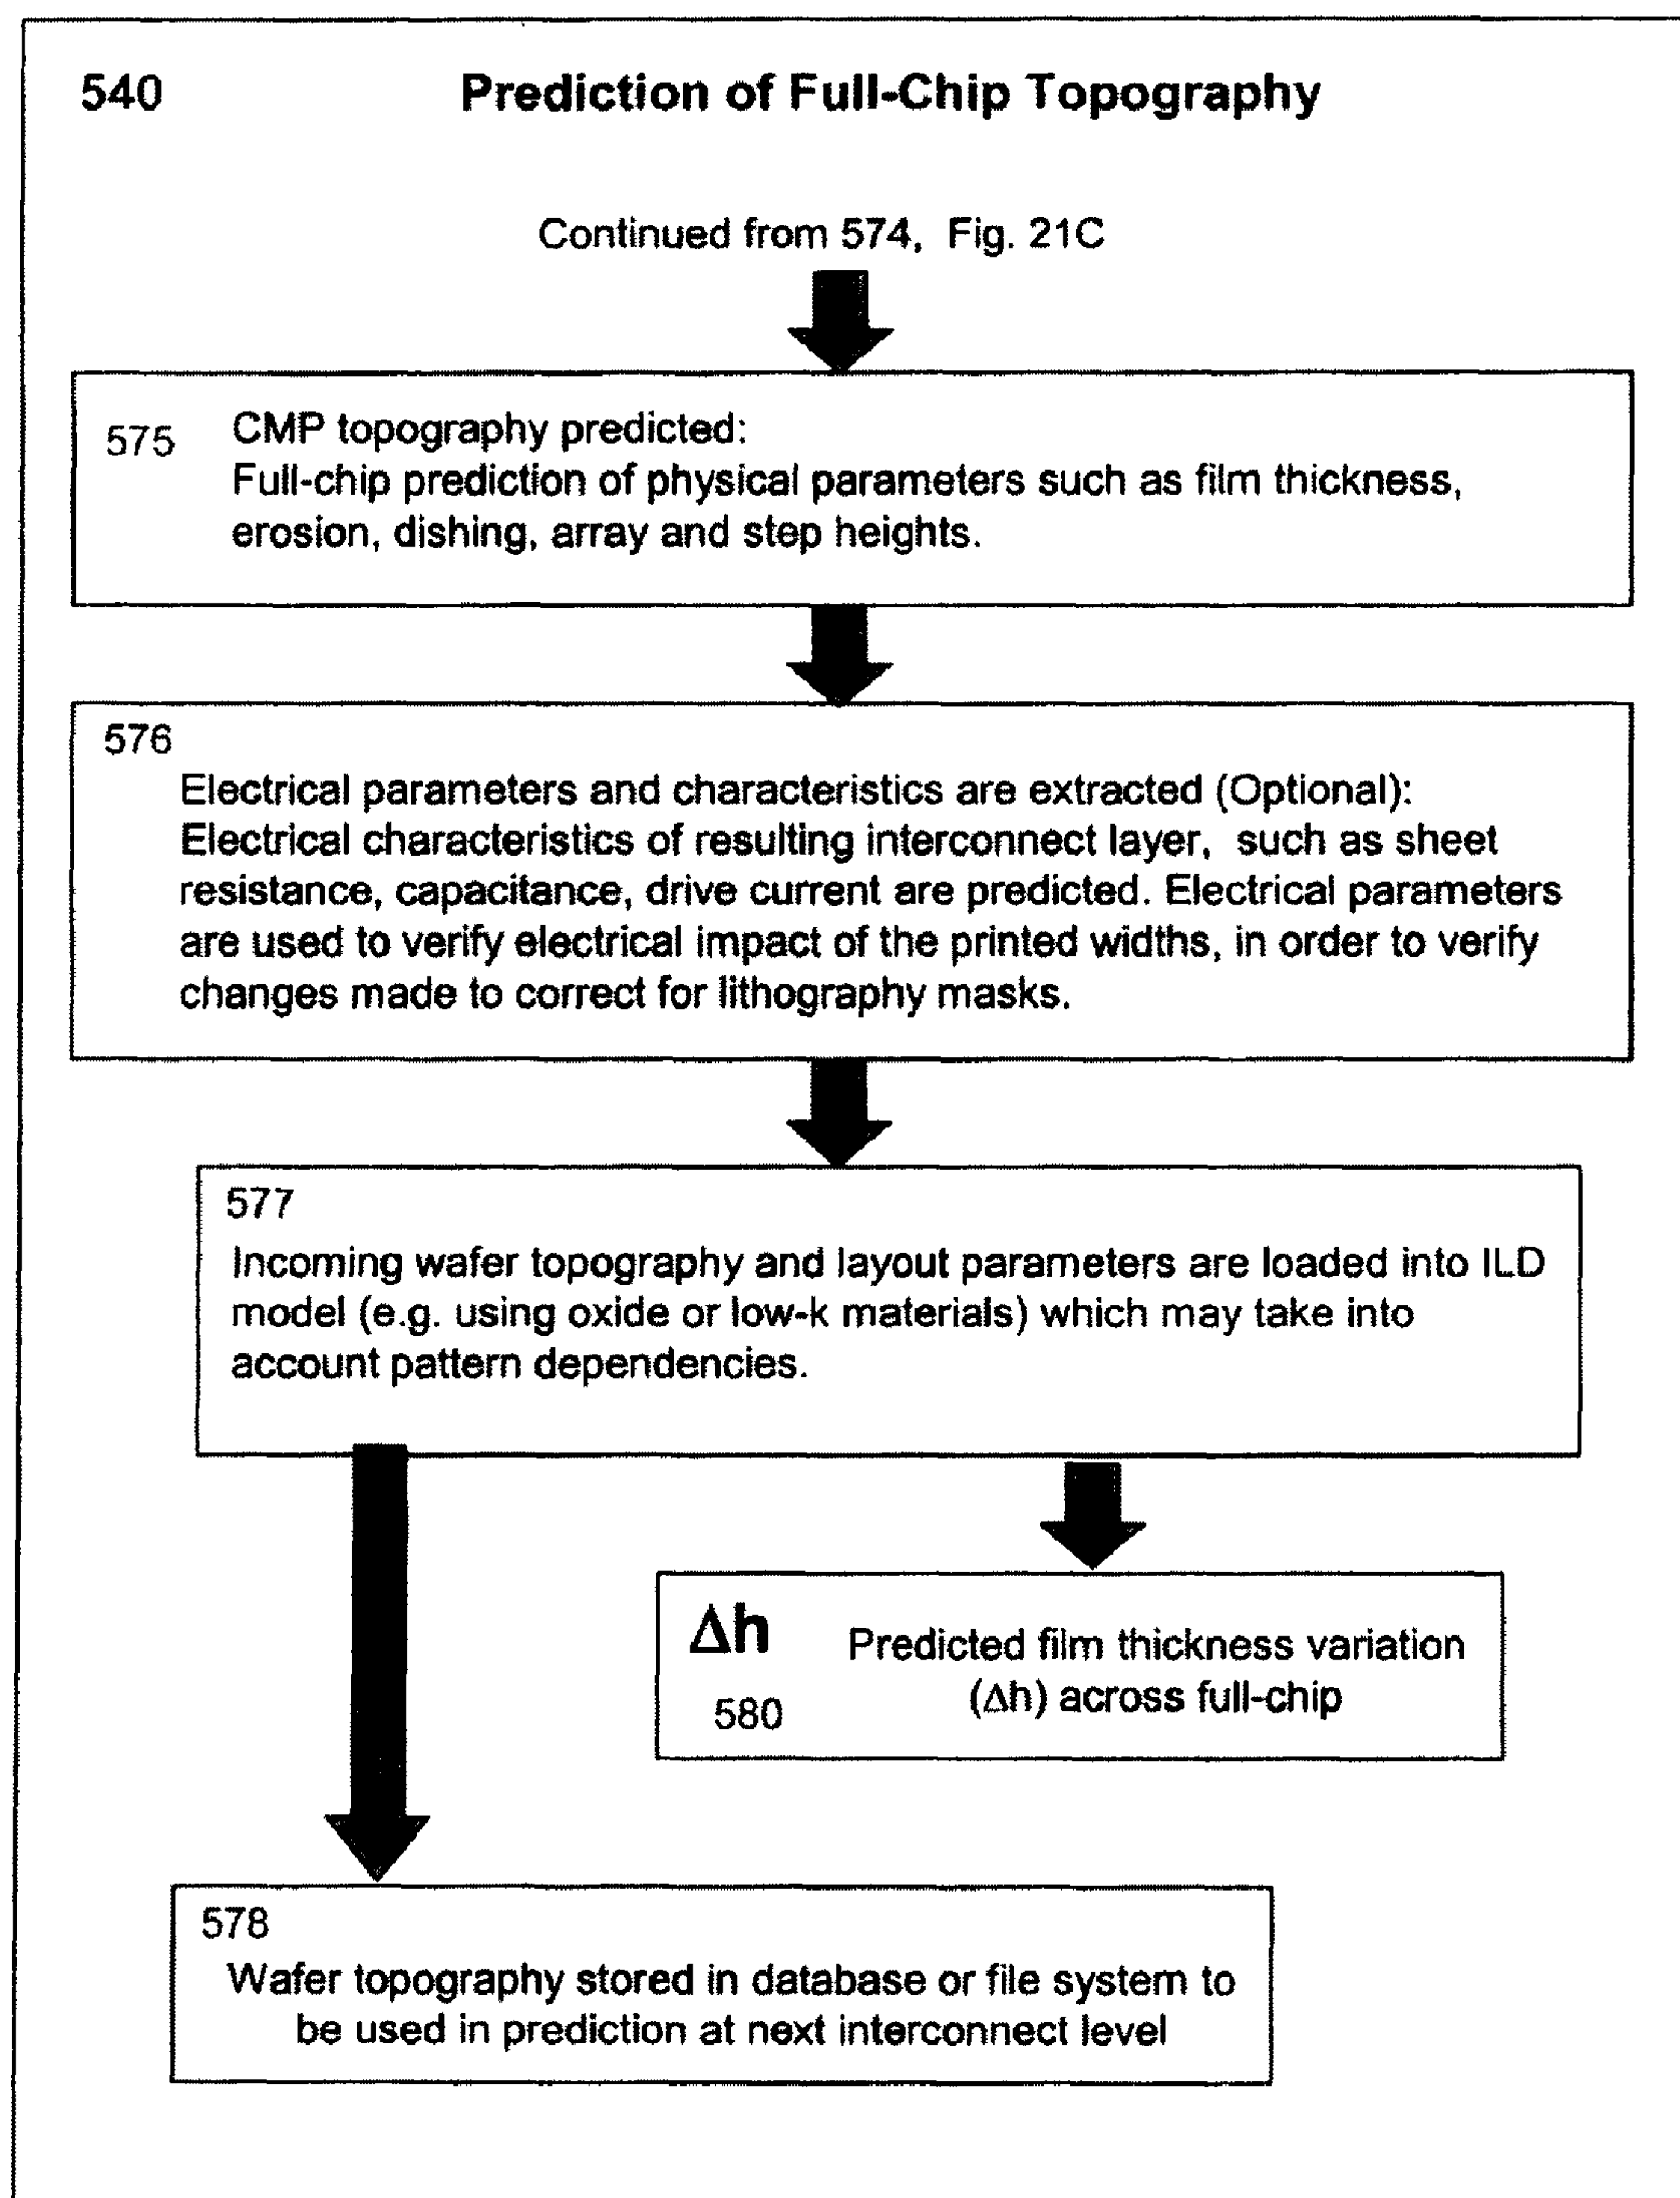 540 Prediction of Full-Chip Topography
Continued from 574, Fig. 21C
575 CMP topography predicted:
Full-chip prediction of physical parameters such as film thickness,
erosion, dishing, array and step heights.
576
Electrical parameters and characteristics are extracted (Optional):
Electrical characteristics of resulting interconnect layer, such as sheet
resistance, capacitance, drive current are predicted. Electrical parameters
are used to verify electrical impact of the printed widths, in order to verify
changes made to correct for lithography masks.
577
Incoming wafer topography and layout parameters are loaded into ILD
model (e.g. using oxide or low-k materials) which may take into
account pattern dependencies.
Δh
580
Predicted film thickness variation
(Δh) across full-chip
578
Wafer topography stored in database or file system to
be used in prediction at next interconnect level